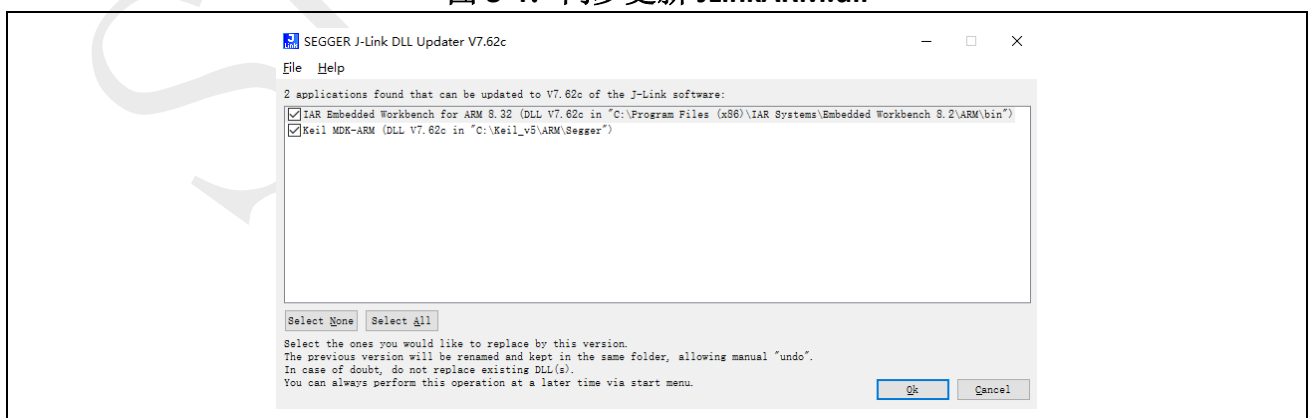 SEGGER J-Link DLL Updater V7.62c
File Help
2 applications found that can be updated to V7.62c of the J-Link software:
IAR Embedded Workbench for ARM 8.32 (DLL V7.62c in "C:\Program Files (x86)\IAR Systems\Embedded Workbench 8.2\ARM\bin")
Keil MDK-ARM (DLL V7.62c in "C:\Keil_v5\ARM\Segger")
Select None Select All
Select the ones you would like to replace by this version.
The previous version will be renamed and kept in the same folder, allowing manual "undo".
In case of doubt, do not replace existing DLL(s).
You can always perform this operation at a later time via start menu.
Ok Cancel